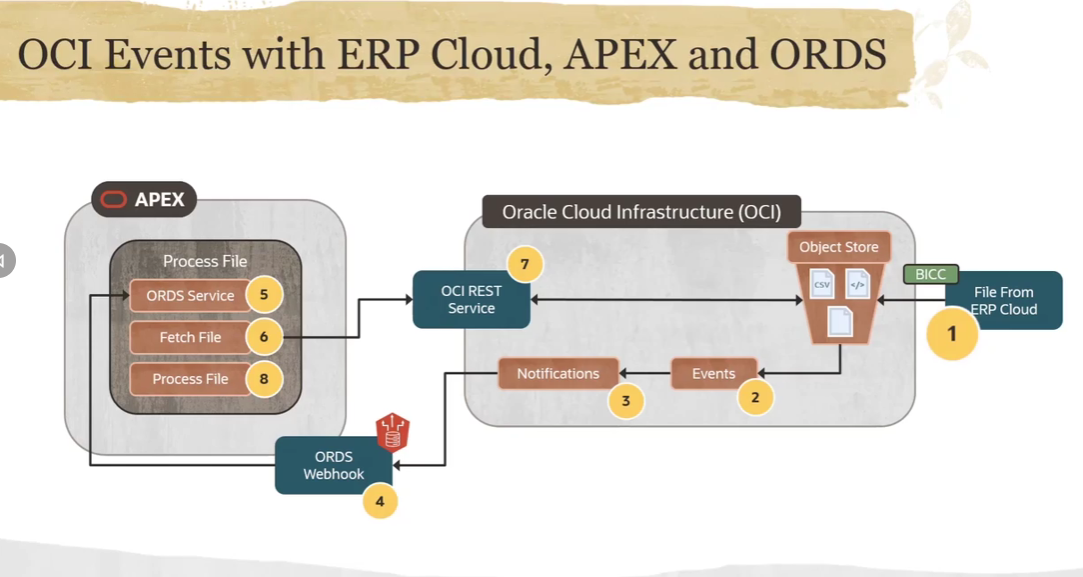 OCI Events with ERP Cloud, APEX and ORDS
APEX
Process File
ORDS Service
5
Fetch File
6
Process File
8
Oracle Cloud Infrastructure (OCI)
7
OCI REST
Service
Object Store
CSV
</>
BICC
File From
ERP Cloud
1
Notifications
3
Events
2
ORDS
Webhook
4